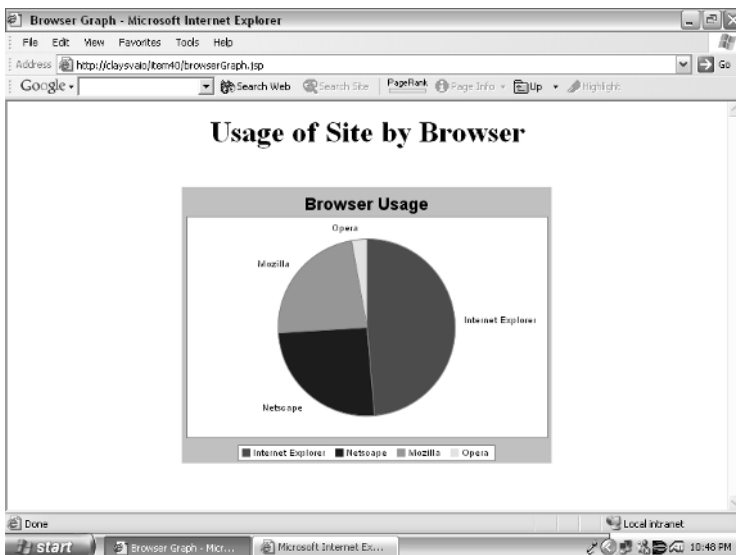 Browser Graph - Microsoft Internet Explorer
File Edit View Favorites Tools Help
Address http://claysvaio/item40/browserGraph.jsp Go
Google Search Web Search Site PageRank Page Info Up Highlight
Usage of Site by Browser
Browser Usage
Opera
Mozilla
Internet Explorer
Netscape
Internet Explorer Netscape Mozilla Opera
Done Local intranet
start Browser Graph - Micr... Microsoft Internet Ex... 10:48 PM